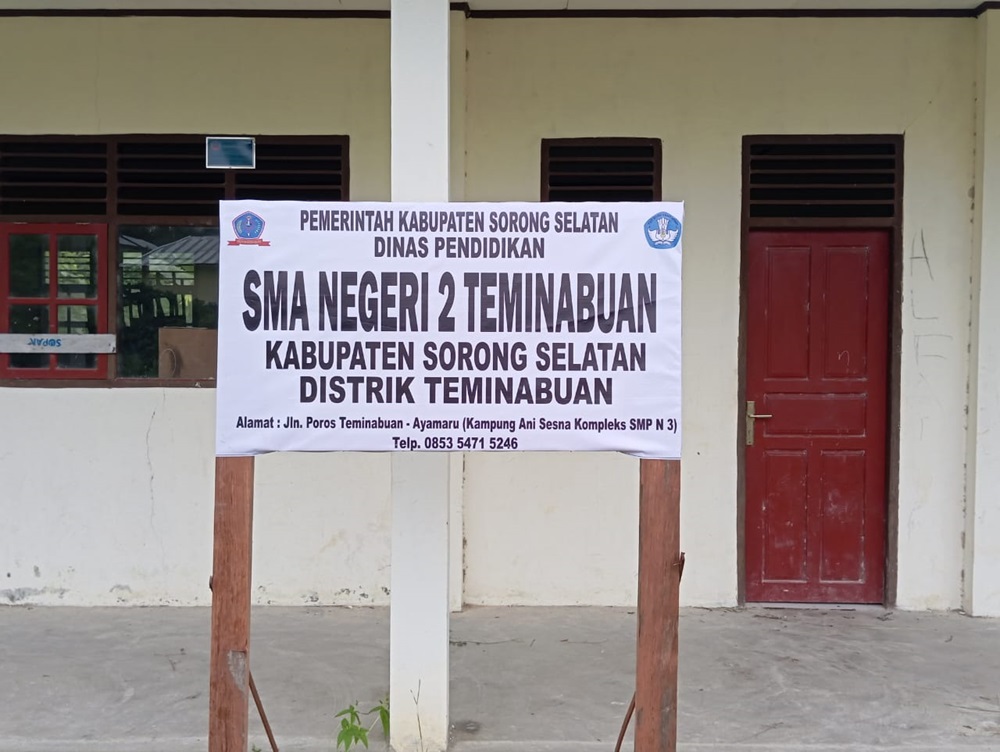 PEMERINTAH KABUPATEN SORONG SELATAN
DINAS PENDIDIKAN
SMA NEGERI 2 TEMINABUAN
KABUPATEN SORONG SELATAN
DISTRIK TEMINABUAN
Alamat : Jln. Poros Teminabuan - Ayamaru (Kampung Ani Sesna Kompleks SMP N 3)
Telp. 0853 5471 5246
SOPAN